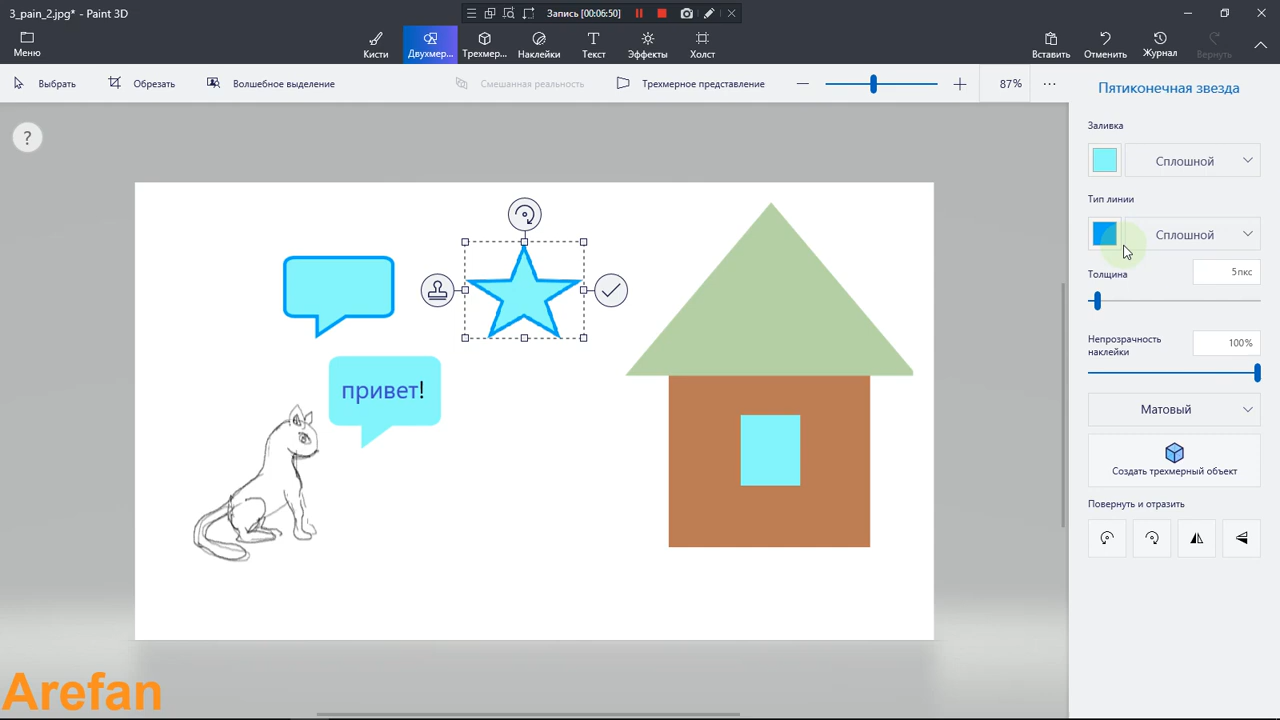 3_pain_2.jpg* - Paint 3D
Запись [00:06:50]
Меню
Кисти
Двухмер...
Трехмер...
Наклейки
Текст
Эффекты
Холст
Вставить
Отменить
Журнал
Вернуть
Выбрать
Обрезать
Волшебное выделение
Смешанная реальность
Трехмерное представление
87%
?
Пятиконечная звезда
Заливка
Сплошной
Тип линии
Сплошной
Толщина
5пкс
Непрозрачность
наклейки
100%
Матовый
Создать трехмерный объект
Повернуть и отразить
привет!
Arefan